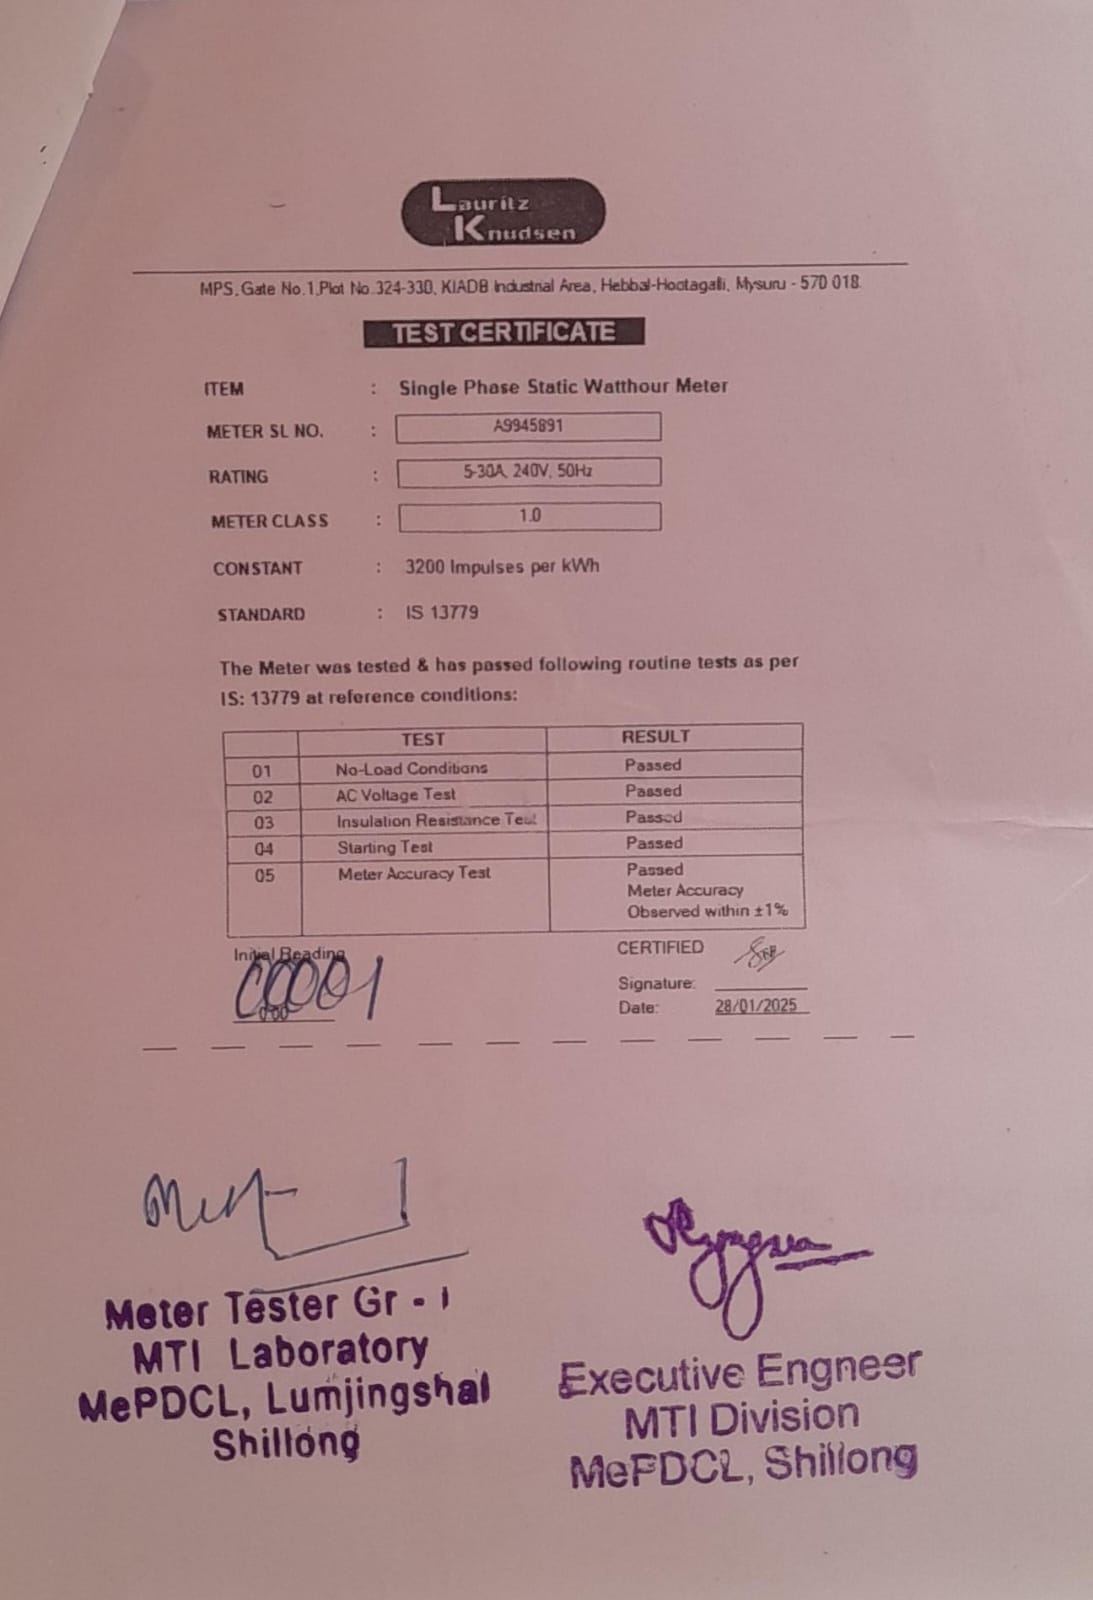 Lauritz
Knudsen
MPS, Gate No.1,Plot No.324-330, KIADB Industrial Area, Hebbal-Hootagalli, Mysuru - 570 018.
TEST CERTIFICATE
ITEM : Single Phase Static Watthour Meter
METER SL NO. : A9945891
RATING : 5-30A, 240V, 50Hz
METER CLASS : 1.0
CONSTANT : 3200 Impulses per kWh
STANDARD : IS 13779
The Meter was tested & has passed following routine tests as per
IS: 13779 at reference conditions:
TEST RESULT
01 No-Load Conditions Passed
02 AC Voltage Test Passed
03 Insulation Resistance Test Passed
04 Starting Test Passed
05 Meter Accuracy Test Passed
Meter Accuracy
Observed within ±1%
Initial Reading
00001
CERTIFIED
Signature:
Date: 28/01/2025
Meter Tester Gr - I
MTI Laboratory
MePDCL, Lumjingshai
Shillong
Executive Engneer
MTI Division
MePDCL, Shillong